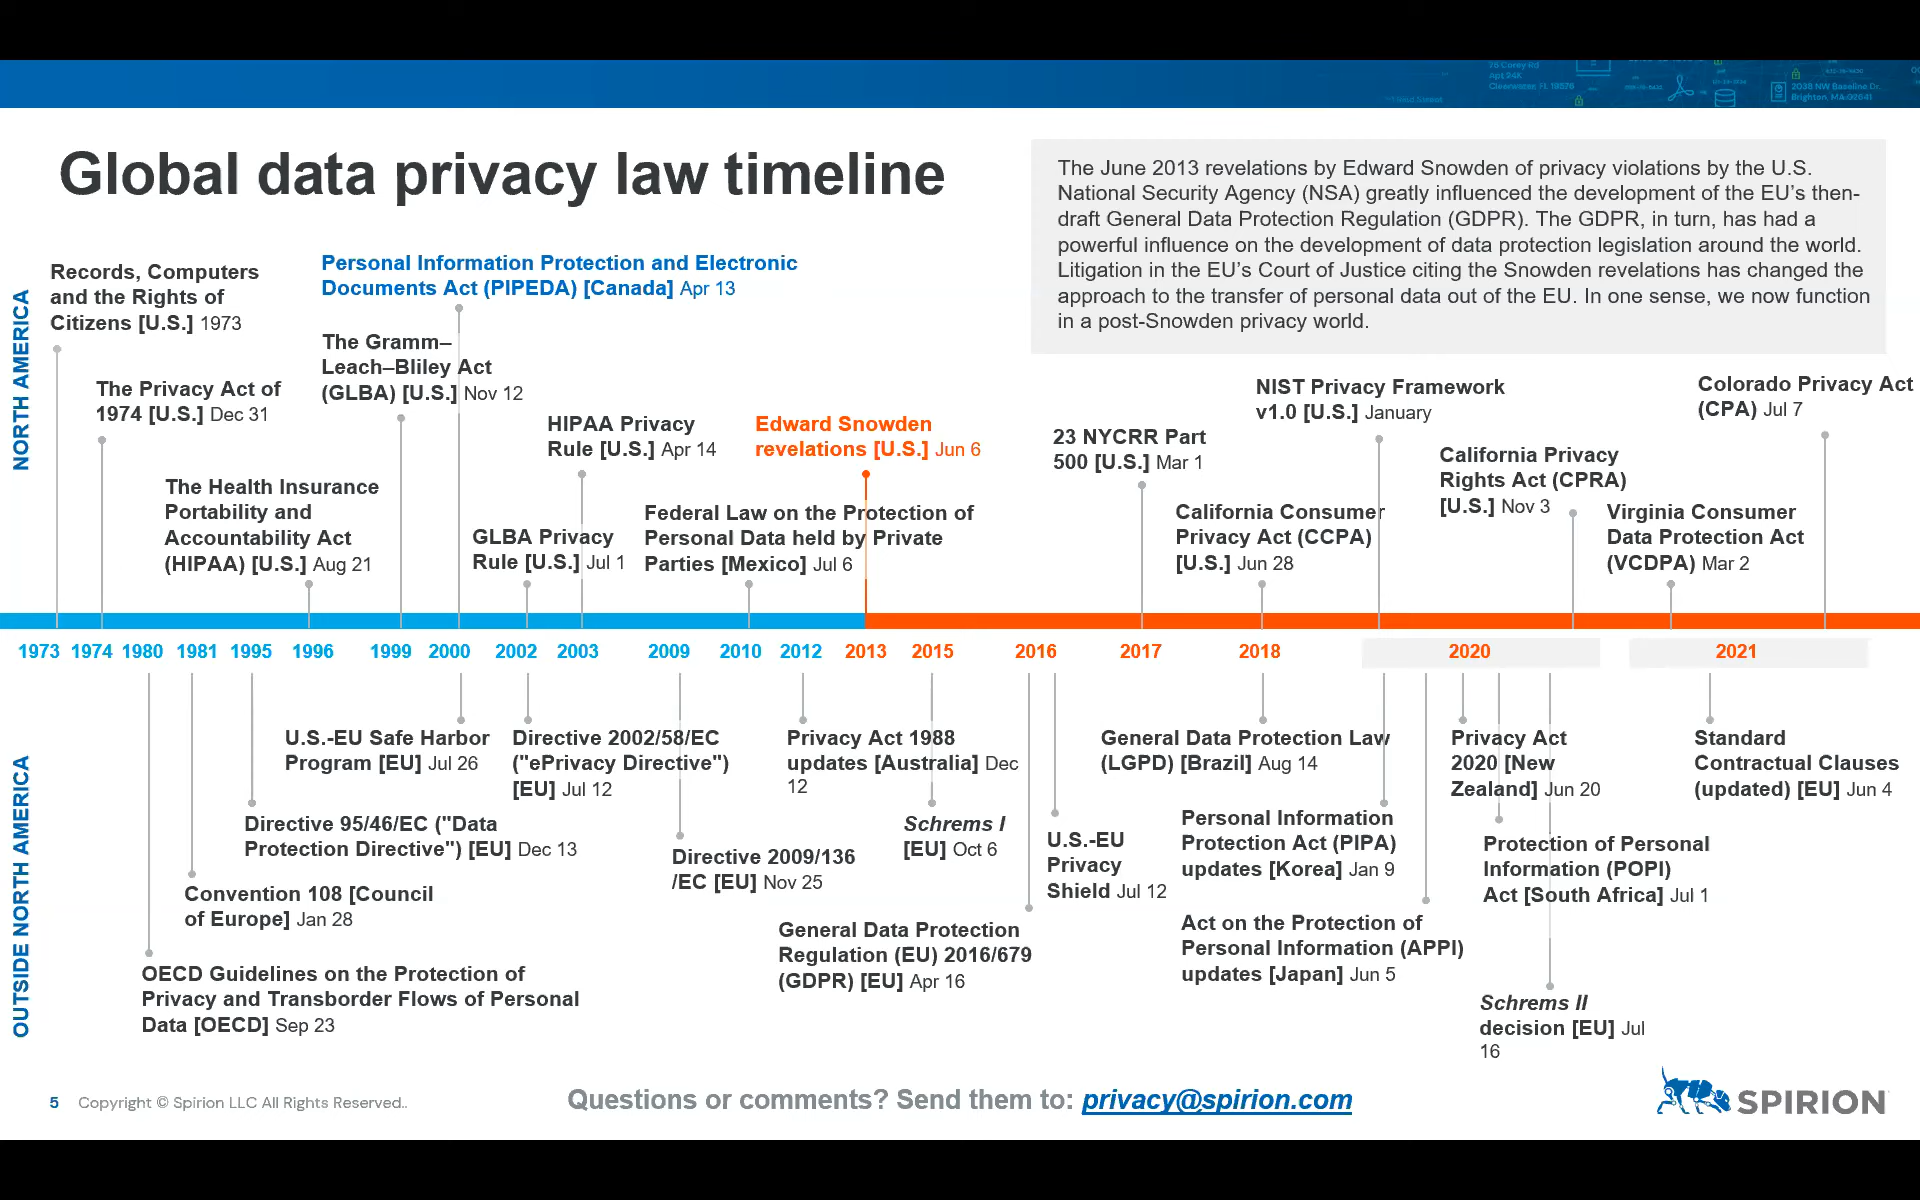 75 Corey Rd
Apt 24K
Clearwater FL 19876
2038 NW Baseline Dr.
Brighton, MA 02641
Global data privacy law timeline
The June 2013 revelations by Edward Snowden of privacy violations by the U.S.
National Security Agency (NSA) greatly influenced the development of the EU’s then-
draft General Data Protection Regulation (GDPR). The GDPR, in turn, has had a
powerful influence on the development of data protection legislation around the world.
Litigation in the EU’s Court of Justice citing the Snowden revelations has changed the
approach to the transfer of personal data out of the EU. In one sense, we now function
in a post-Snowden privacy world.
NORTH AMERICA
Records, Computers
and the Rights of
Citizens [U.S.] 1973
The Privacy Act of
1974 [U.S.] Dec 31
The Health Insurance
Portability and
Accountability Act
(HIPAA) [U.S.] Aug 21
Personal Information Protection and Electronic
Documents Act (PIPEDA) [Canada] Apr 13
The Gramm–
Leach–Bliley Act
(GLBA) [U.S.] Nov 12
GLBA Privacy
Rule [U.S.] Jul 1
HIPAA Privacy
Rule [U.S.] Apr 14
Federal Law on the Protection of
Personal Data held by Private
Parties [Mexico] Jul 6
Edward Snowden
revelations [U.S.] Jun 6
23 NYCRR Part
500 [U.S.] Mar 1
California Consumer
Privacy Act (CCPA)
[U.S.] Jun 28
NIST Privacy Framework
v1.0 [U.S.] January
California Privacy
Rights Act (CPRA)
[U.S.] Nov 3
Virginia Consumer
Data Protection Act
(VCDPA) Mar 2
Colorado Privacy Act
(CPA) Jul 7
1973 1974 1980 1981 1995 1996 1999 2000 2002 2003 2009 2010 2012 2013 2015 2016 2017 2018 2020 2021
OUTSIDE NORTH AMERICA
OECD Guidelines on the Protection of
Privacy and Transborder Flows of Personal
Data [OECD] Sep 23
Convention 108 [Council
of Europe] Jan 28
Directive 95/46/EC ("Data
Protection Directive") [EU] Dec 13
U.S.-EU Safe Harbor
Program [EU] Jul 26
Directive 2002/58/EC
("ePrivacy Directive")
[EU] Jul 12
Directive 2009/136
/EC [EU] Nov 25
Privacy Act 1988
updates [Australia] Dec
12
Schrems I
[EU] Oct 6
General Data Protection
Regulation (EU) 2016/679
(GDPR) [EU] Apr 16
U.S.-EU
Privacy
Shield Jul 12
General Data Protection Law
(LGPD) [Brazil] Aug 14
Personal Information
Protection Act (PIPA)
updates [Korea] Jan 9
Act on the Protection of
Personal Information (APPI)
updates [Japan] Jun 5
Privacy Act
2020 [New
Zealand] Jun 20
Protection of Personal
Information (POPI)
Act [South Africa] Jul 1
Schrems II
decision [EU] Jul
16
Standard
Contractual Clauses
(updated) [EU] Jun 4
5 Copyright © Spirion LLC All Rights Reserved..
Questions or comments? Send them to: privacy@spirion.com
SPIRION